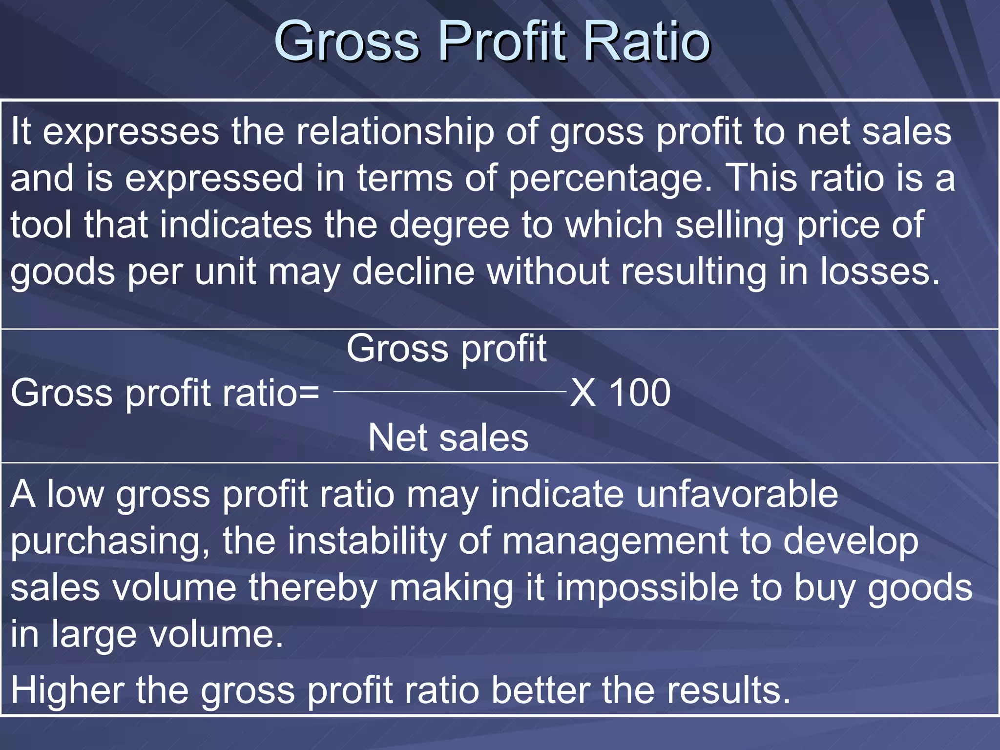 Gross Profit Ratio
It expresses the relationship of gross profit to net sales
and is expressed in terms of percentage. This ratio is a
tool that indicates the degree to which selling price of
goods per unit may decline without resulting in losses.
Gross profit
Gross profit ratio= X 100
Net sales
A low gross profit ratio may indicate unfavorable
purchasing, the instability of management to develop
sales volume thereby making it impossible to buy goods
in large volume.
Higher the gross profit ratio better the results.